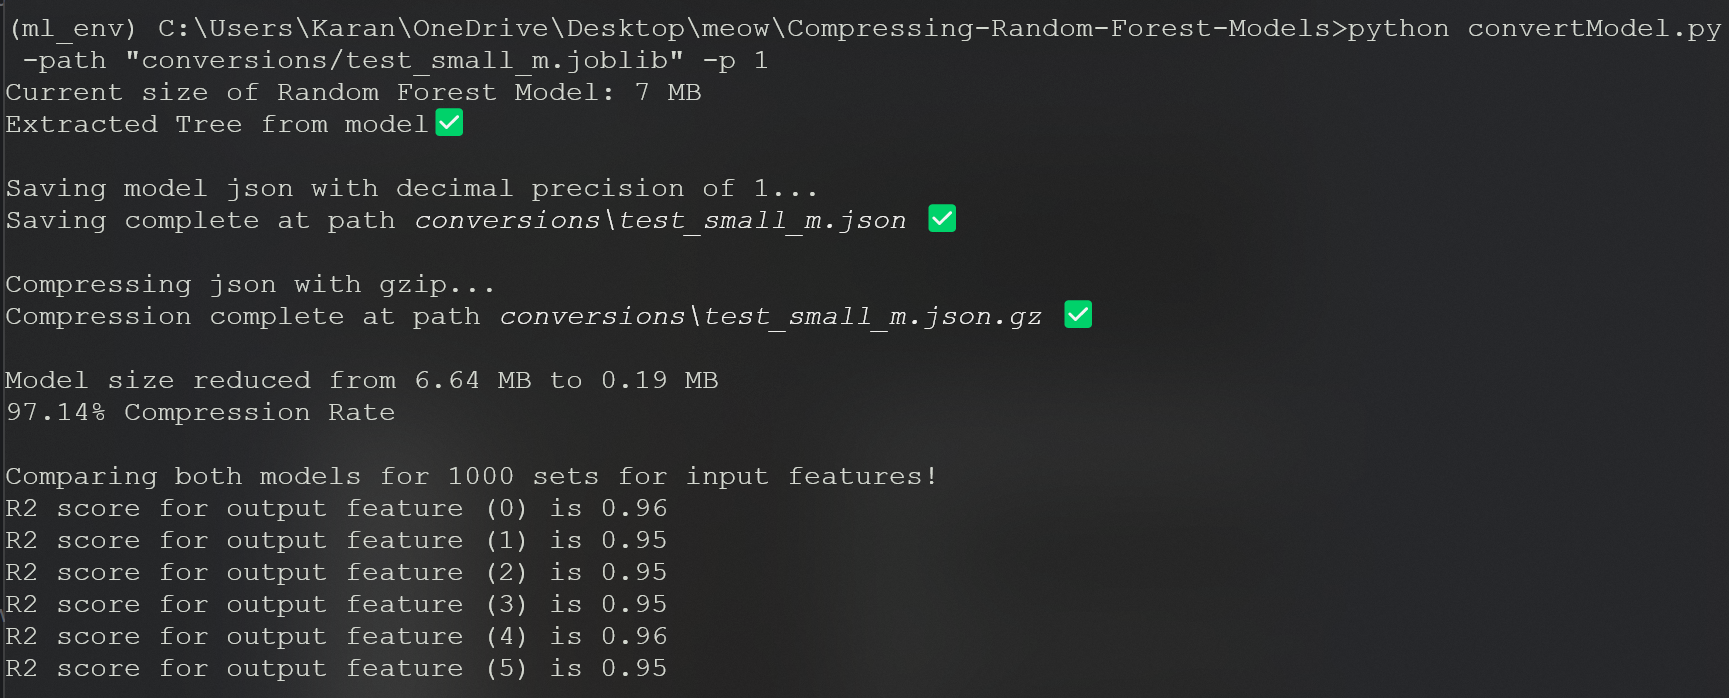 (ml_env) C:\Users\Karan\OneDrive\Desktop\meow\Compressing-Random-Forest-Models>python convertModel.py
-path "conversions/test_small_m.joblib" -p 1
Current size of Random Forest Model: 7 MB
Extracted Tree from model✅
Saving model json with decimal precision of 1...
Saving complete at path conversions\test_small_m.json ✅
Compressing json with gzip...
Compression complete at path conversions\test_small_m.json.gz ✅
Model size reduced from 6.64 MB to 0.19 MB
97.14% Compression Rate
Comparing both models for 1000 sets for input features!
R2 score for output feature (0) is 0.96
R2 score for output feature (1) is 0.95
R2 score for output feature (2) is 0.95
R2 score for output feature (3) is 0.95
R2 score for output feature (4) is 0.96
R2 score for output feature (5) is 0.95